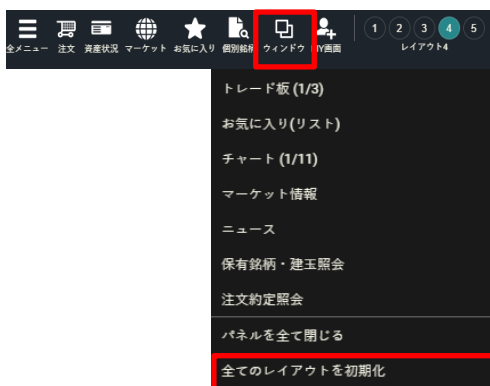 全メニュー 注文 資産状況 マーケット お気に入り 個別銘柄 ウィンドウ MY画面 1 2 3 4 5
レイアウト4
トレード板 (1/3)
お気に入り(リスト)
チャート (1/11)
マーケット情報
ニュース
保有銘柄・建玉照会
注文約定照会
パネルを全て閉じる
全てのレイアウトを初期化